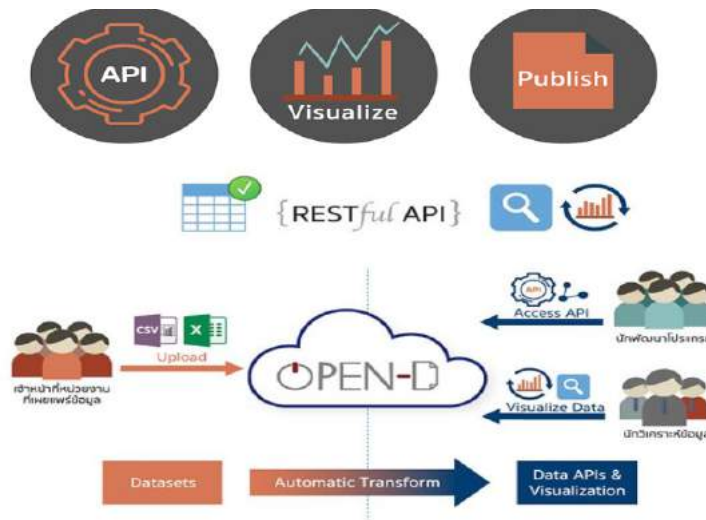 API
Visualize
Publish
{RESTful API}
CSV
X
Access API
Upload
OPEN-D
นักพัฒนาโปรแกร
เจ้าหน้าที่หน่วยงาน
ที่เผยแพร่ข้อมูล
API
Visualize Data
นักวิเคราะห์ข้อมูล
Datasets
Automatic Transform
Data APIs &
Visualization